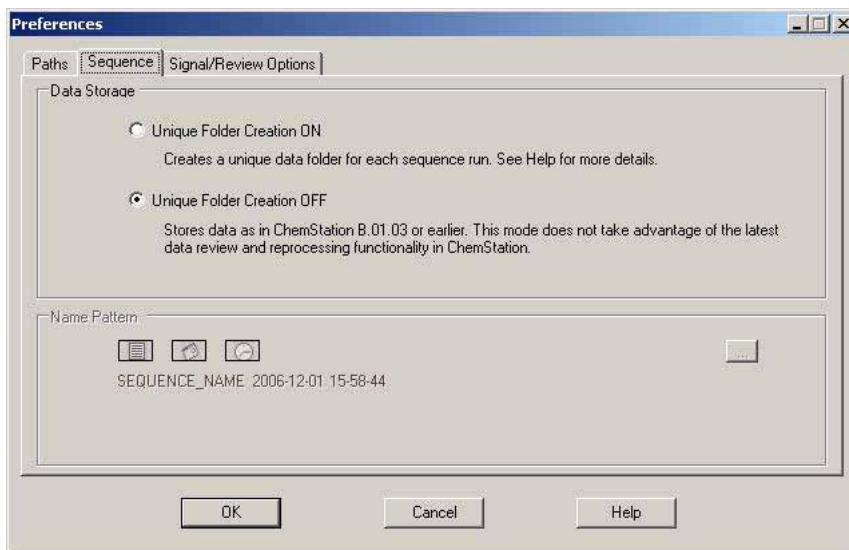 Preferences
Paths
Sequence
Signal/Review Options
Data Storage
Unique Folder Creation ON
Creates a unique data folder for each sequence run. See Help for more details.
Unique Folder Creation OFF
Stores data as in ChemStation B.01.03 or earlier. This mode does not take advantage of the latest
data review and reprocessing functionality in ChemStation.
Name Pattern
...
SEQUENCE_NAME 2006-12-01 15-58-44
OK
Cancel
Help